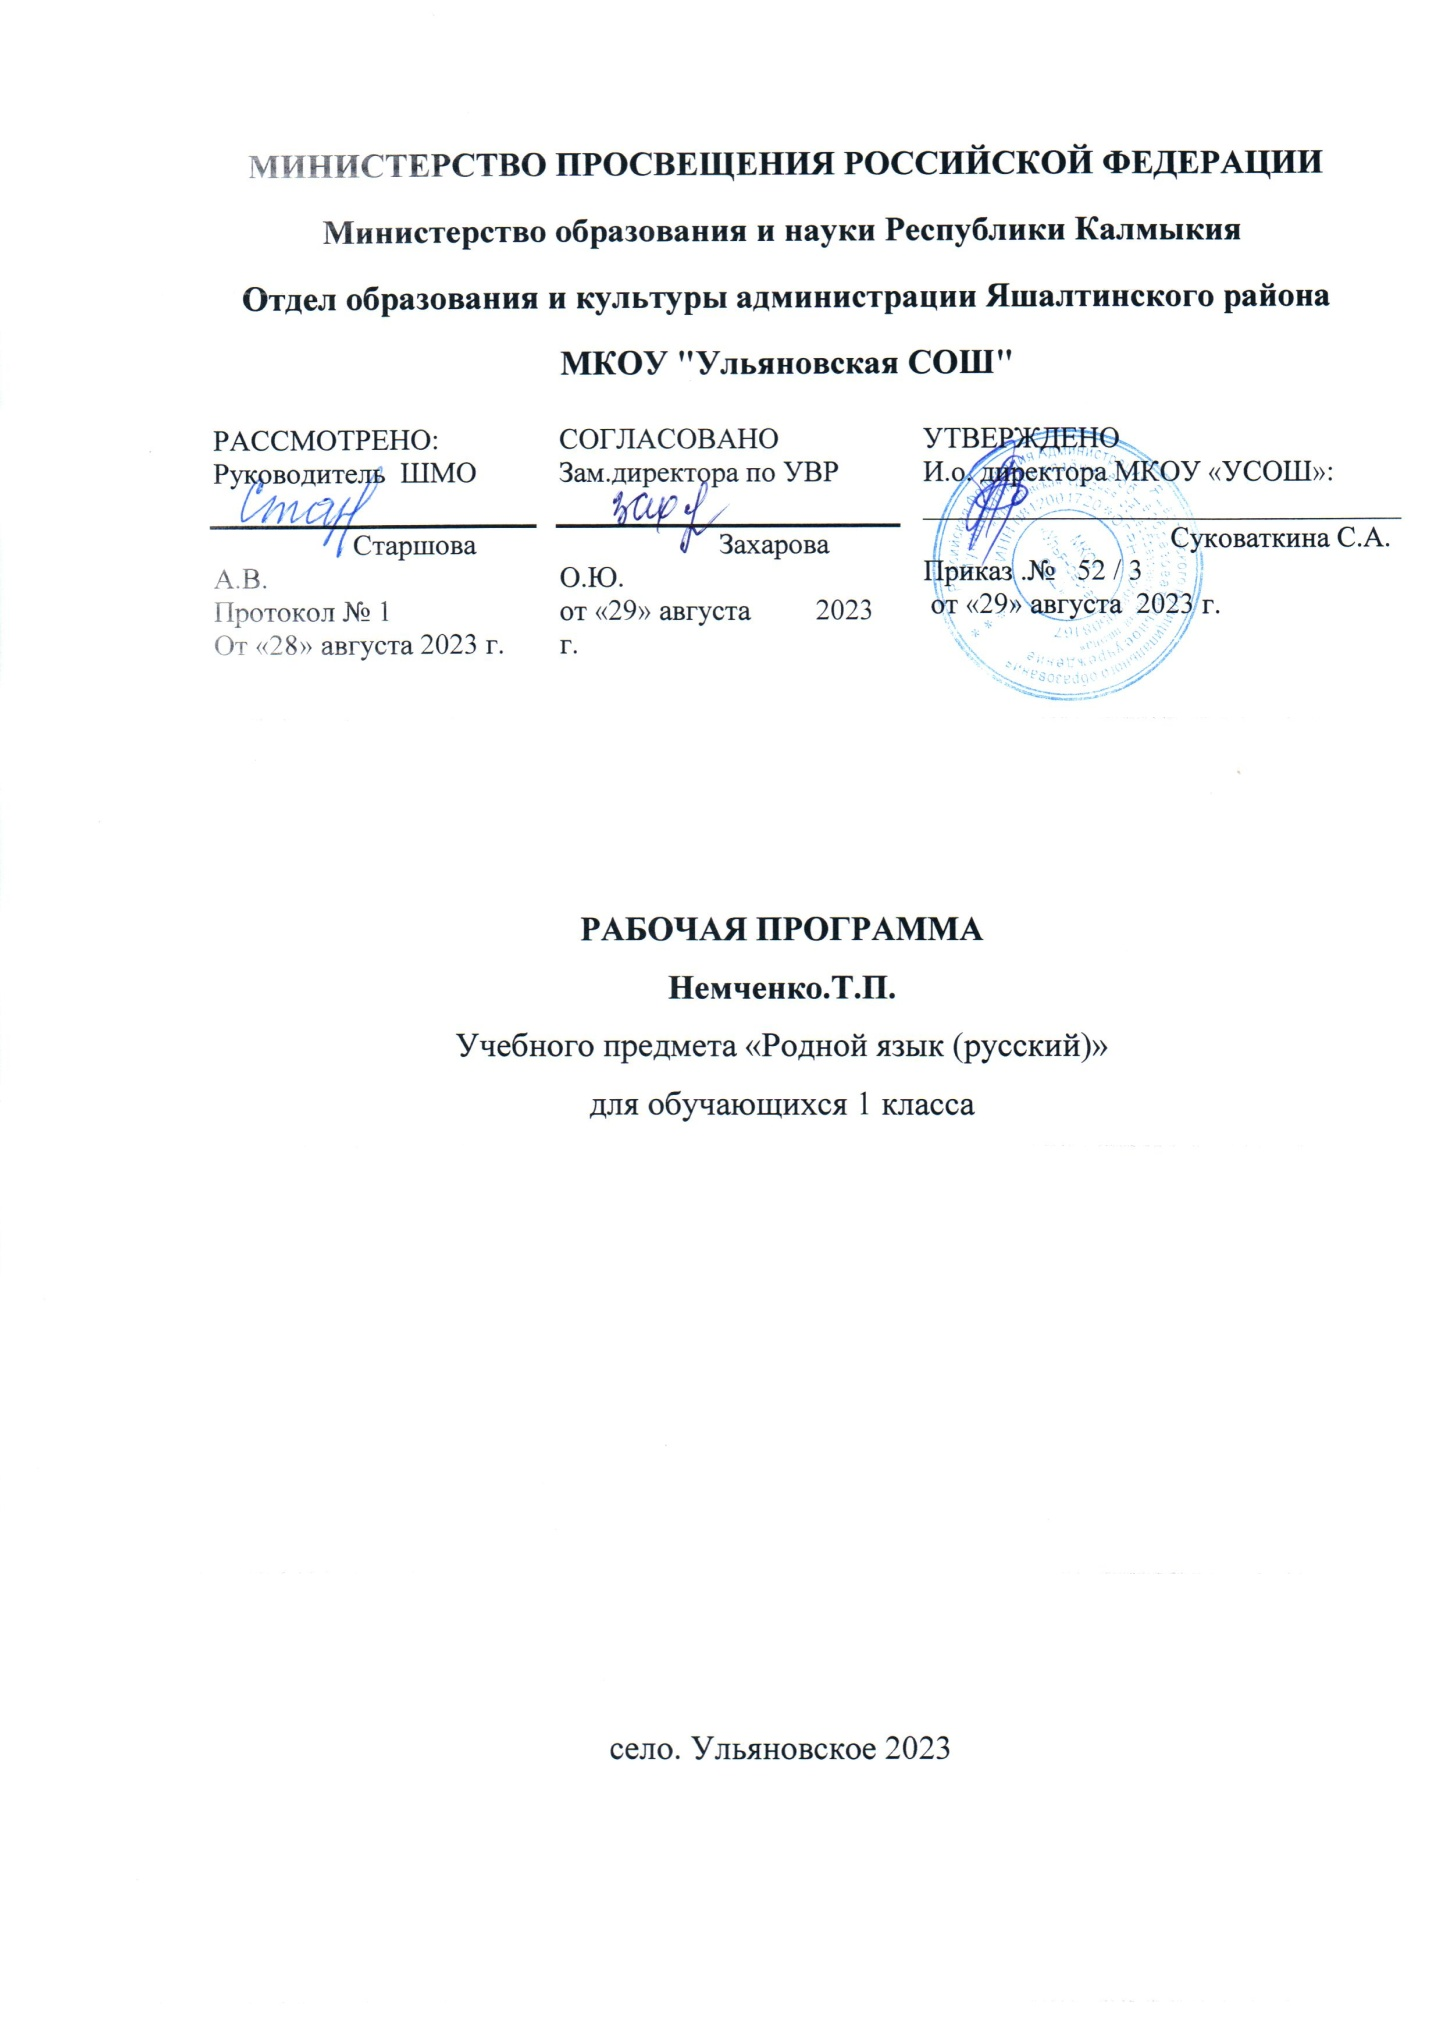 МИНИСТЕРСТВО ПРОСВЕЩЕНИЯ РОССИЙСКОЙ ФЕДЕРАЦИИ
Министерство образования и науки Республики Калмыкия
Отдел образования и культуры администрации Яшалтинского района
МКОУ "Ульяновская СОШ"
РАССМОТРЕНО:
Руководитель ШМО
Стан
Старшова
А.В.
Протокол № 1
От «28» августа 2023 г.
СОГЛАСОВАНО
Зам.директора по УВР
Захарова
О.Ю.
от «29» августа 2023
г.
УТВЕРЖДЕНО
И.о. директора МКОУ «УСОШ»:
Суковаткина С.А.
Приказ .№ 52 / 3
от «29» августа 2023 г.
РАБОЧАЯ ПРОГРАММА
Немченко.Т.П.
Учебного предмета «Родной язык (русский)»
для обучающихся 1 класса
село. Ульяновское 2023